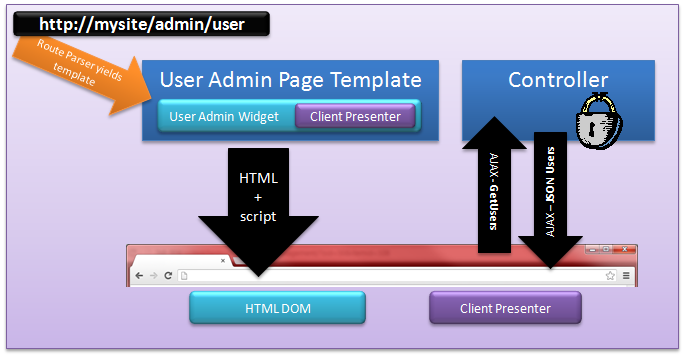 http://mysite/admin/user
Route Parser yields
template
User Admin Page Template
User Admin Widget
Client Presenter
Controller
HTML
+
script
AJAX - GetUsers
AJAX – JSON Users
HTML DOM
Client Presenter